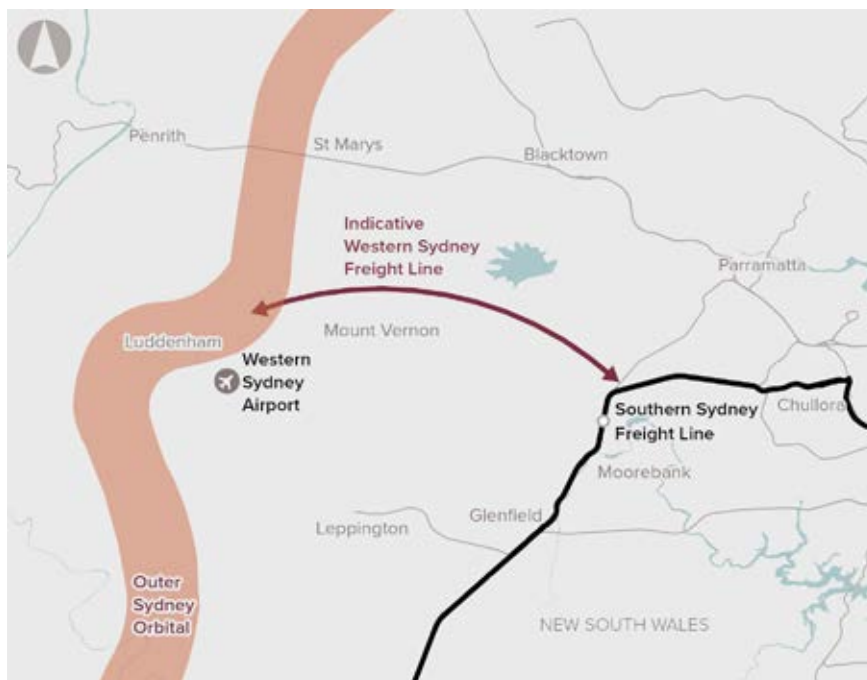 Penrith
St Marys
Blacktown
Indicative
Western Sydney
Freight Line
Parramatta
Luddenham
Mount Vernon
Western
Sydney
Airport
Southern Sydney
Freight Line
Chullora
Moorebank
Glenfield
Leppington
Outer
Sydney
Orbital
NEW SOUTH WALES